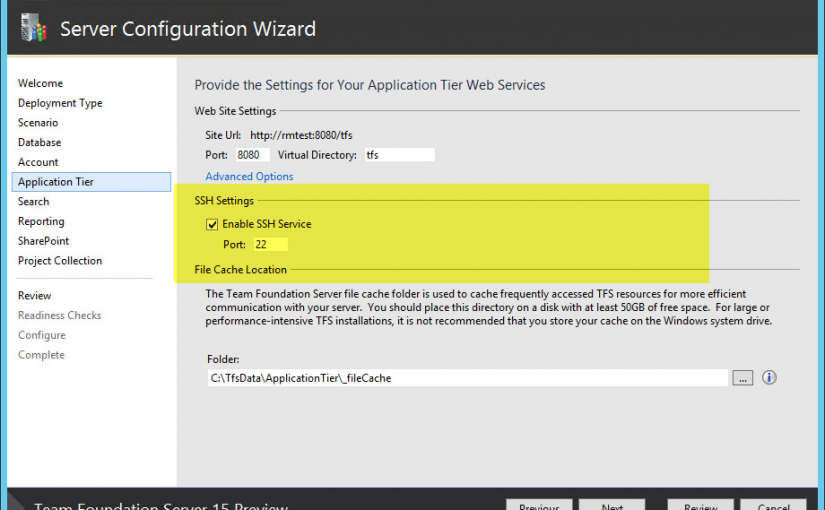 Server Configuration Wizard
Welcome
Deployment Type
Scenario
Database
Account
Application Tier
Search
Reporting
SharePoint
Project Collection
Review
Readiness Checks
Configure
Complete
Provide the Settings for Your Application Tier Web Services
Web Site Settings
Site Url: http://rmtest:8080/tfs
Port: 8080 Virtual Directory: tfs
Advanced Options
SSH Settings
Enable SSH Service
Port: 22
File Cache Location
The Team Foundation Server file cache folder is used to cache frequently accessed TFS resources for more efficient
communication with your server. You should place this directory on a disk with at least 50GB of free space. For large or
performance-intensive TFS installations, it is not recommended that you store your cache on the Windows system drive.
Folder:
C:\TfsData\ApplicationTier\_fileCache
...
Team Foundation Server 15 Preview
Previous Next Review Cancel